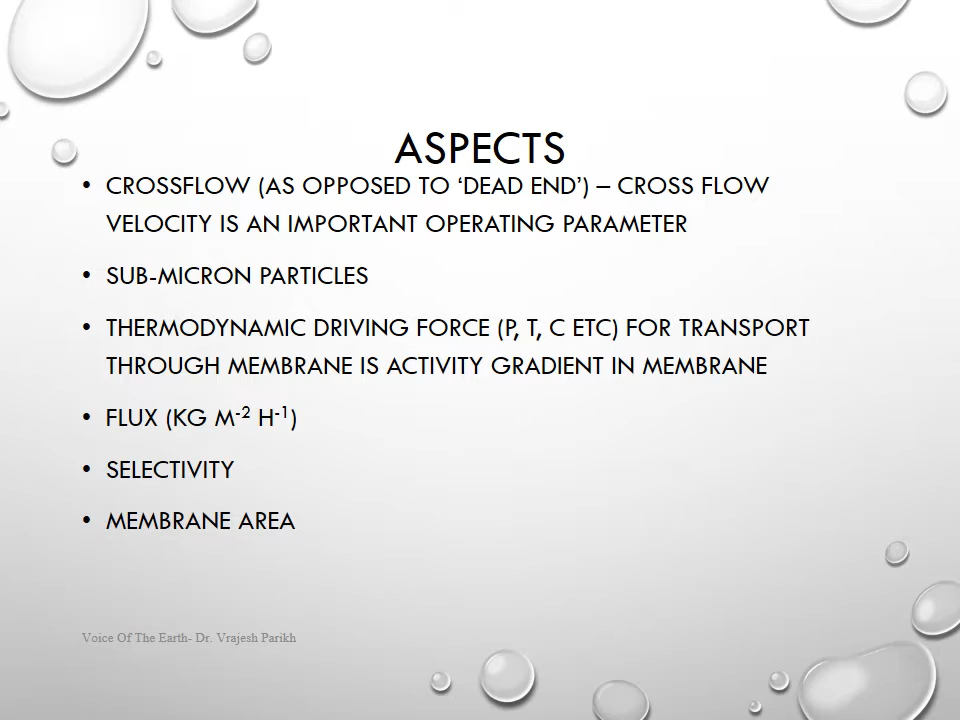 ASPECTS
• CROSSFLOW (AS OPPOSED TO ‘DEAD END’) – CROSS FLOW
VELOCITY IS AN IMPORTANT OPERATING PARAMETER
• SUB-MICRON PARTICLES
• THERMODYNAMIC DRIVING FORCE (P, T, C ETC) FOR TRANSPORT
THROUGH MEMBRANE IS ACTIVITY GRADIENT IN MEMBRANE
• FLUX (KG M⁻² H⁻¹)
• SELECTIVITY
• MEMBRANE AREA
Voice Of The Earth- Dr. Vrajesh Parikh